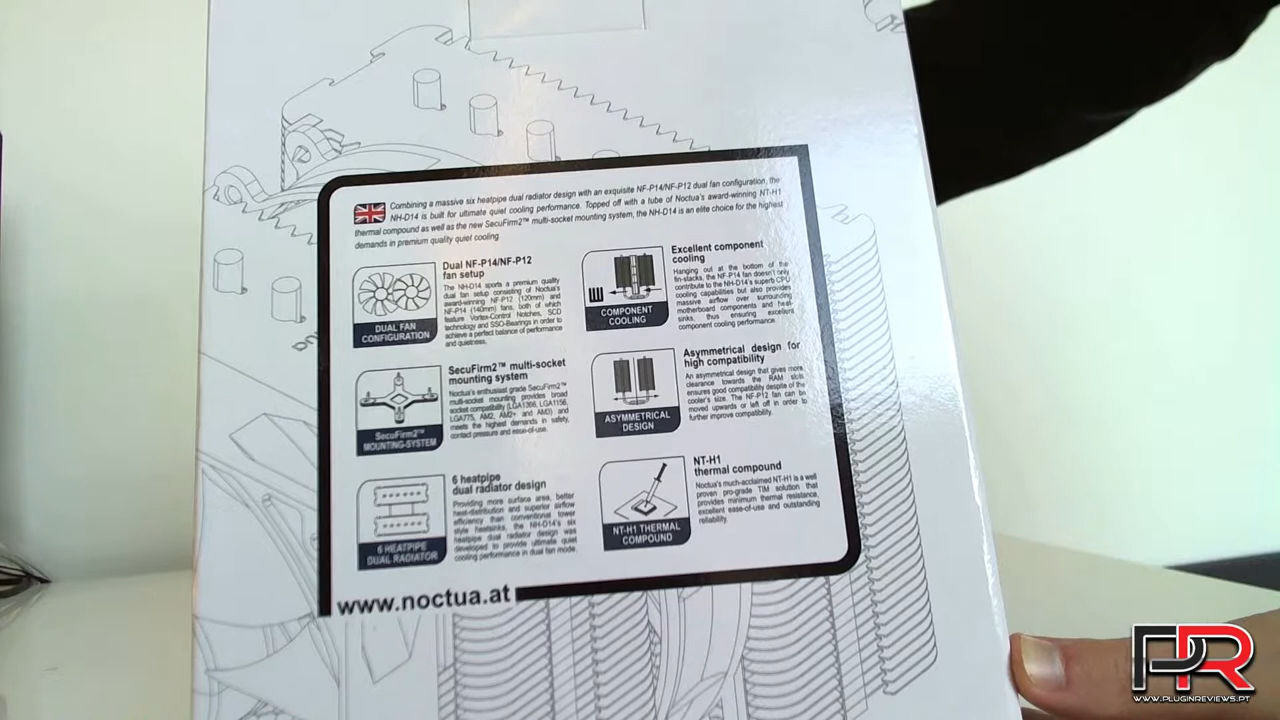 Combining a massive six heatpipe dual radiator design with an exquisite NF-P14/NF-P12 dual fan configuration, the
NH-D14 is built for ultimate quiet cooling performance. Topped off with a tube of Noctua's award-winning NT-H1
thermal compound as well as the new SecuFirm2™ multi-socket mounting system, the NH-D14 is an elite choice for the highest
demands in premium quality quiet cooling
DUAL FAN
CONFIGURATION
Dual NF-P14/NF-P12
fan setup
The NH-D14 sports a premium quality
dual fan setup consisting of Noctua's
award-winning NF-P12 (120mm) and
NF-P14 (140mm) fans, both of which
feature Vortex-Control Notches, SCD
technology and SSO-Bearings in order to
achieve a perfect balance of performance
and quietness.
SecuFirm2™
MOUNTING-SYSTEM
SecuFirm2™ multi-socket
mounting system
Noctua's enthusiast grade SecuFirm2™
multi-socket mounting provides broad
socket compatibility (LGA1366, LGA1156,
LGA775, AM2, AM2+ and AM3) and
meets the highest demands in safety,
contact pressure and ease-of-use.
6 HEATPIPE
DUAL RADIATOR
6 heatpipe
dual radiator design
Providing more surface area, better
heat-distribution and superior airflow
efficiency than conventional tower
style heatsinks, the NH-D14's six
heatpipe dual radiator design was
developed to provide ultimate quiet
cooling performance in dual fan mode.
COMPONENT
COOLING
Excellent component
cooling
Hanging out at the bottom of the
fin-stacks, the NF-P14 fan doesn't only
contribute to the NH-D14's superb CPU
cooling capabilities but also provides
massive airflow over surrounding
motherboard components and heat-
sinks, thus ensuring excellent
component cooling performance.
ASYMMETRICAL
DESIGN
Asymmetrical design for
high compatibility
An asymmetrical design that gives more
clearance towards the RAM slots
ensures good compatibility despite of the
cooler's size. The NF-P12 fan can be
moved upwards or left off in order to
further improve compatibility.
NT-H1 THERMAL
COMPOUND
NT-H1
thermal compound
Noctua's much-acclaimed NT-H1 is a well
proven pro-grade TIM solution that
provides minimum thermal resistance,
excellent ease-of-use and outstanding
reliability.
www.noctua.at
PR
WWW.PLUGINREVIEWS.PT